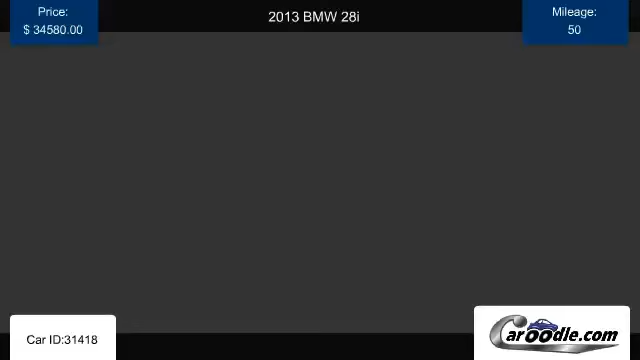 Price:
$ 34580.00
2013 BMW 28i
Mileage:
50
Car ID:31418
Caroodle.com